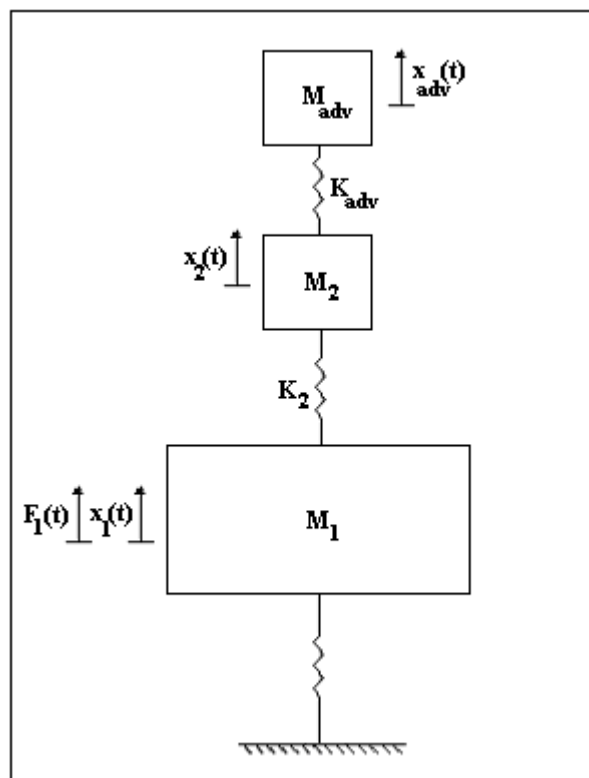 M_adv
x_adv(t)
K_adv
x_2(t)
M_2
K_2
F_1(t) x_1(t)
M_1